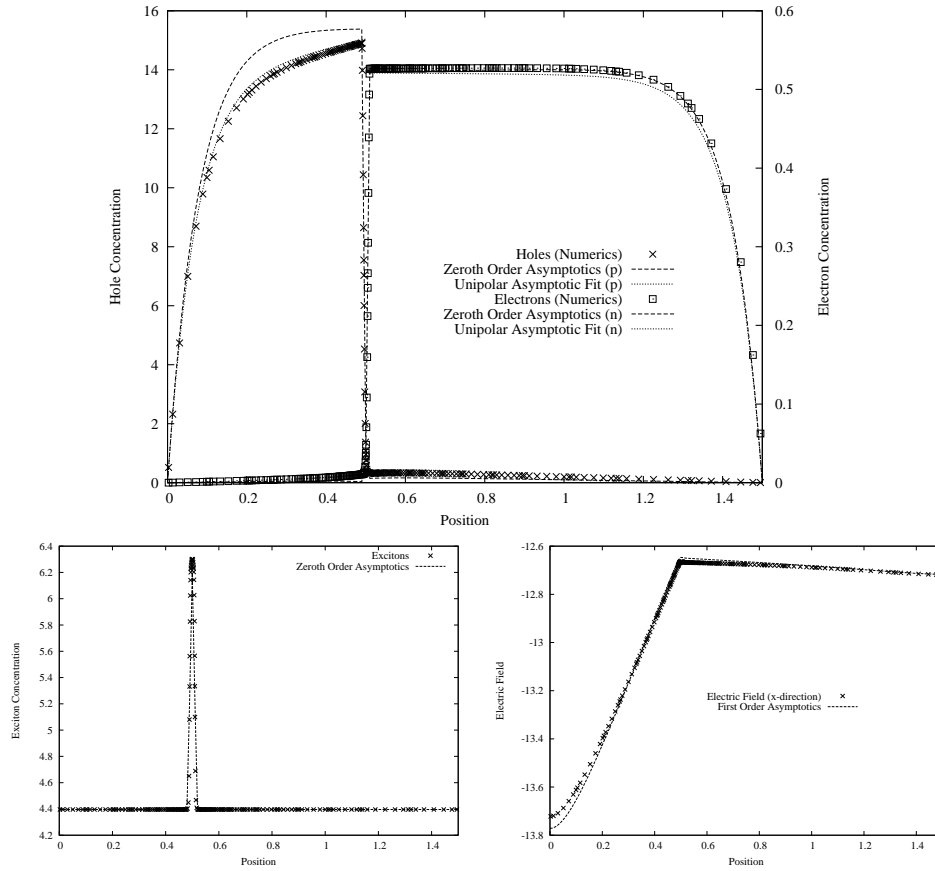 16
14
12
10
8
6
4
2
0
0.6
0.5
0.4
0.3
0.2
0.1
0
0 0.2 0.4 0.6 0.8 1 1.2 1.4
Hole Concentration
Electron Concentration
Position
Holes (Numerics)
Zeroth Order Asymptotics (p)
Unipolar Asymptotic Fit (p)
Electrons (Numerics)
Zeroth Order Asymptotics (n)
Unipolar Asymptotic Fit (n)
6.4
6.2
6
5.8
5.6
5.4
5.2
5
4.8
4.6
4.4
4.2
0 0.2 0.4 0.6 0.8 1 1.2 1.4
Exciton Concentration
Position
Excitons
Zeroth Order Asymptotics
-12.6
-12.8
-13
-13.2
-13.4
-13.6
-13.8
0 0.2 0.4 0.6 0.8 1 1.2 1.4
Electric Field
Position
Electric Field (x-direction)
First Order Asymptotics